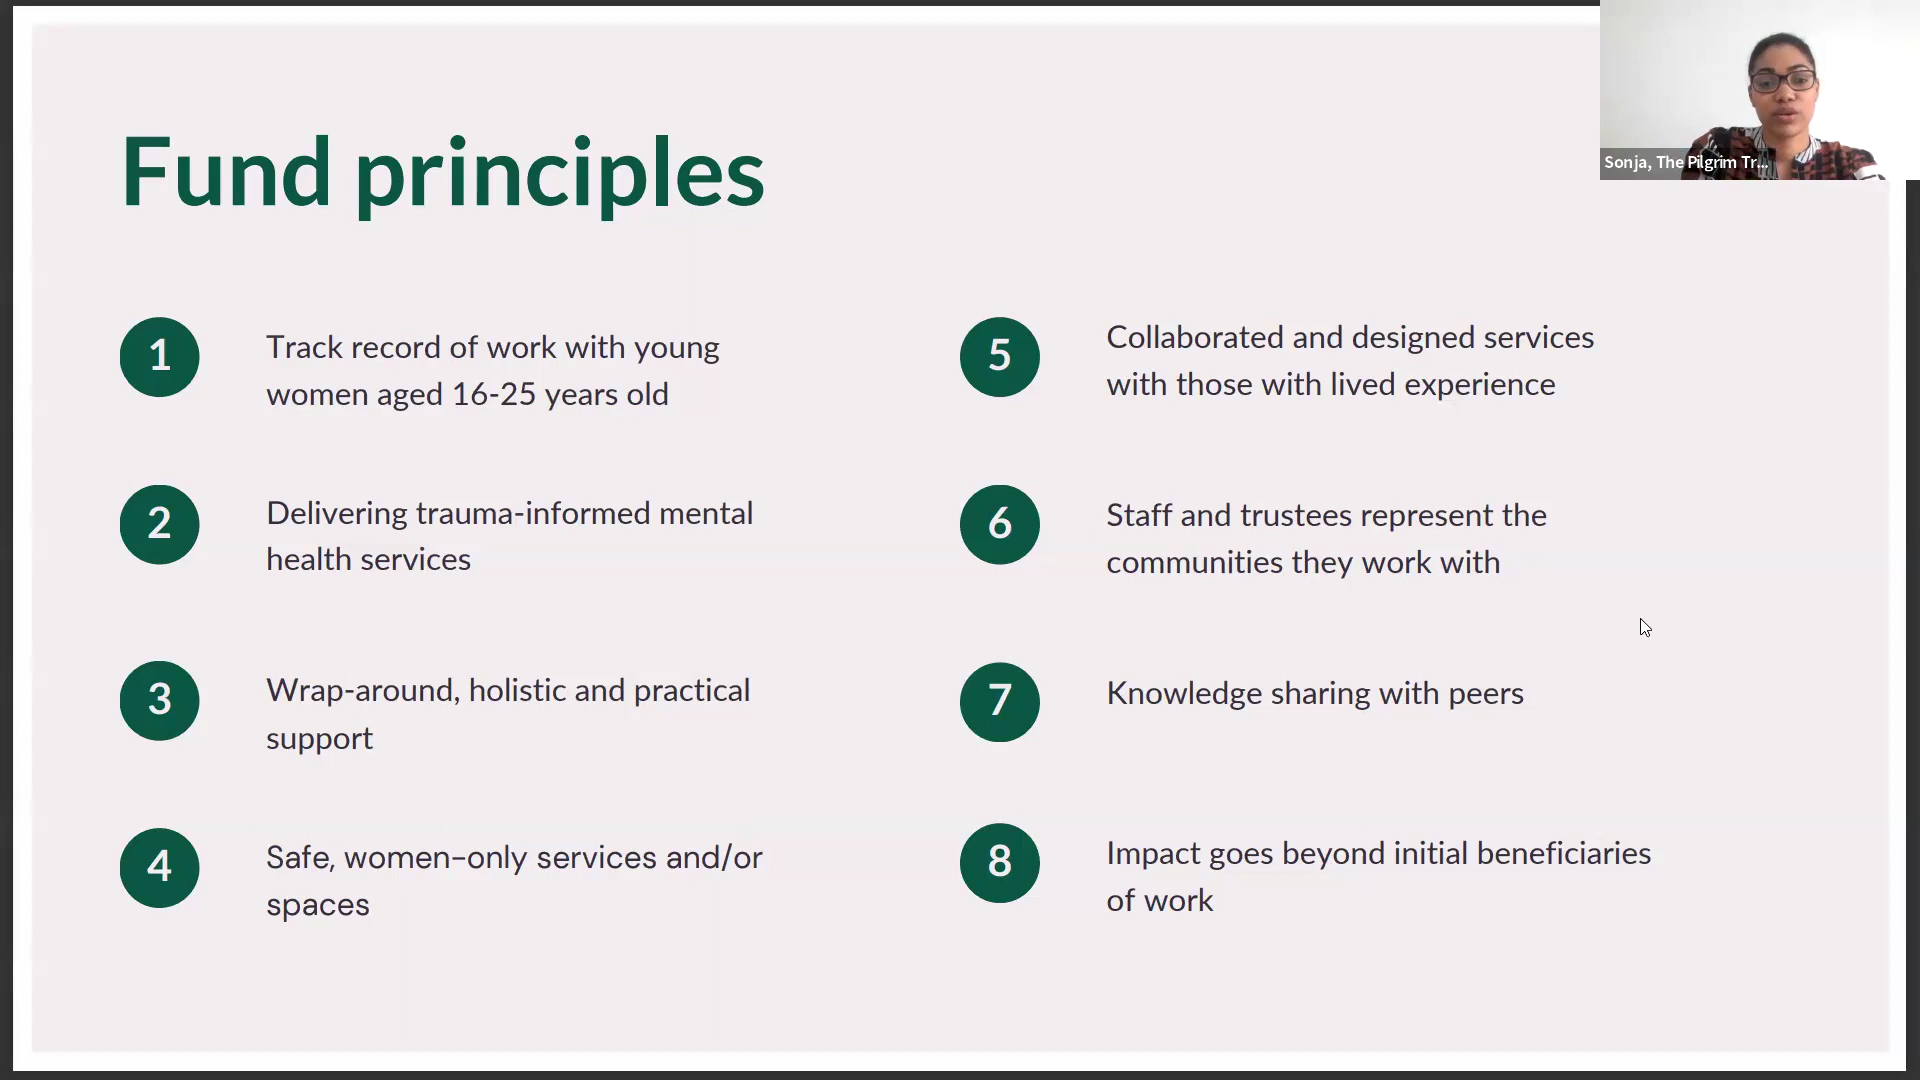 Fund principles
1
Track record of work with young
women aged 16-25 years old
2
Delivering trauma-informed mental
health services
3
Wrap-around, holistic and practical
support
4
Safe, women-only services and/or
spaces
5
Collaborated and designed services
with those with lived experience
6
Staff and trustees represent the
communities they work with
7
Knowledge sharing with peers
8
Impact goes beyond initial beneficiaries
of work
Sonja, The Pilgrim Tr...